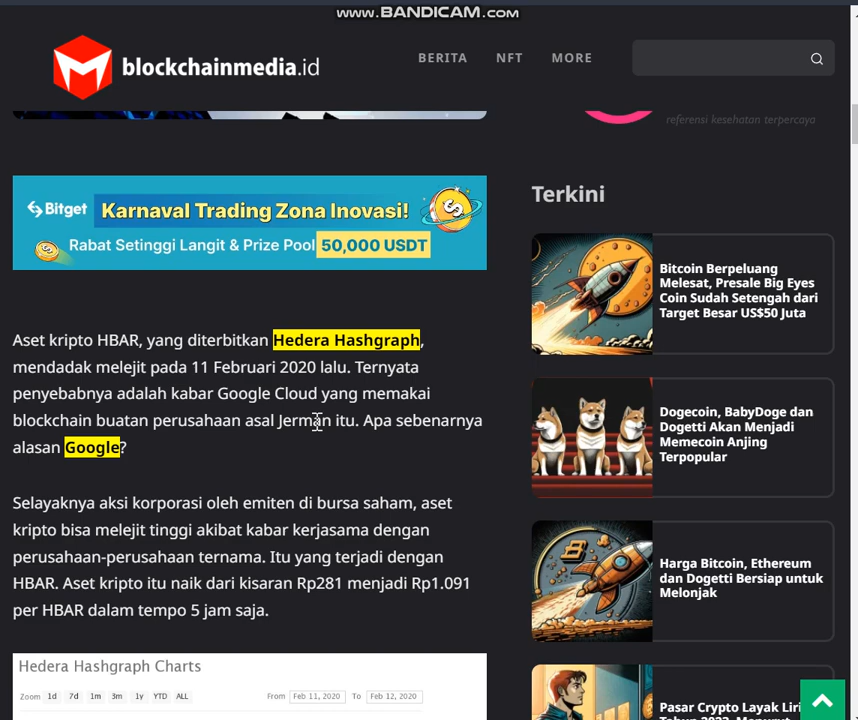 www.BANDICAM.com
blockchainmedia.id
BERITA NFT MORE
referensi kesehatan terpercaya
Bitget
Karnaval Trading Zona Inovasi!
Rabat Setinggi Langit & Prize Pool 50,000 USDT
Aset kripto HBAR, yang diterbitkan Hedera Hashgraph,
mendadak melejit pada 11 Februari 2020 lalu. Ternyata
penyebabnya adalah kabar Google Cloud yang memakai
blockchain buatan perusahaan asal Jerman itu. Apa sebenarnya
alasan Google?
Selayaknya aksi korporasi oleh emiten di bursa saham, aset
kripto bisa melejit tinggi akibat kabar kerjasama dengan
perusahaan-perusahaan ternama. Itu yang terjadi dengan
HBAR. Aset kripto itu naik dari kisaran Rp281 menjadi Rp1.091
per HBAR dalam tempo 5 jam saja.
Hedera Hashgraph Charts
Zoom 1d 7d 1m 3m 1y YTD ALL From Feb 11, 2020 To Feb 12, 2020
Terkini
Bitcoin Berpeluang
Melesat, Presale Big Eyes
Coin Sudah Setengah dari
Target Besar US$50 Juta
Dogecoin, BabyDoge dan
Dogetti Akan Menjadi
Memecoin Anjing
Terpopular
Harga Bitcoin, Ethereum
dan Dogetti Bersiap untuk
Melonjak
Pasar Crypto Layak